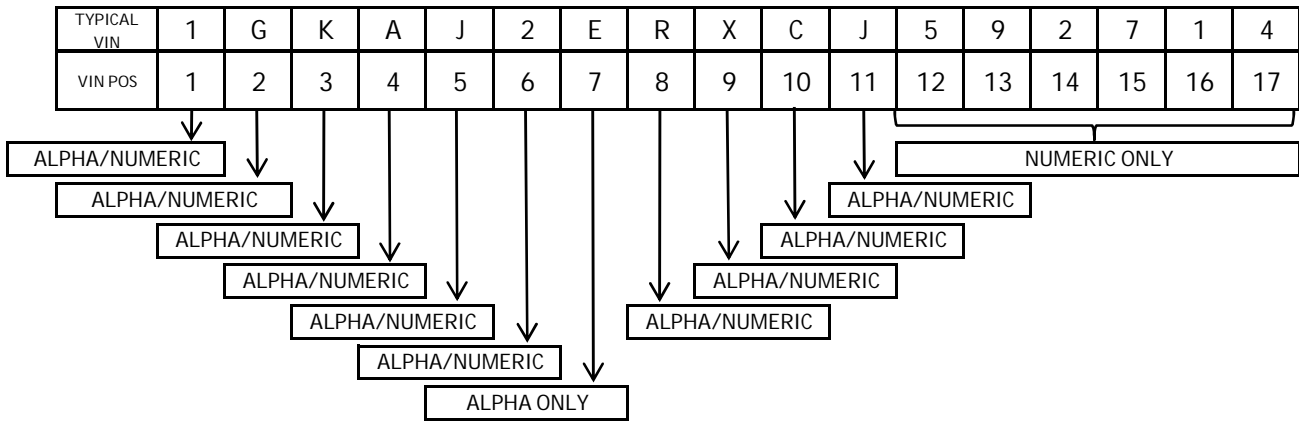 TYPICAL VIN 1 G K A J 2 E R X C J 5 9 2 7 1 4
VIN POS 1 2 3 4 5 6 7 8 9 10 11 12 13 14 15 16 17
ALPHA/NUMERIC NUMERIC ONLY
ALPHA/NUMERIC ALPHA/NUMERIC
ALPHA/NUMERIC ALPHA/NUMERIC
ALPHA/NUMERIC ALPHA/NUMERIC
ALPHA/NUMERIC ALPHA/NUMERIC
ALPHA/NUMERIC
ALPHA ONLY